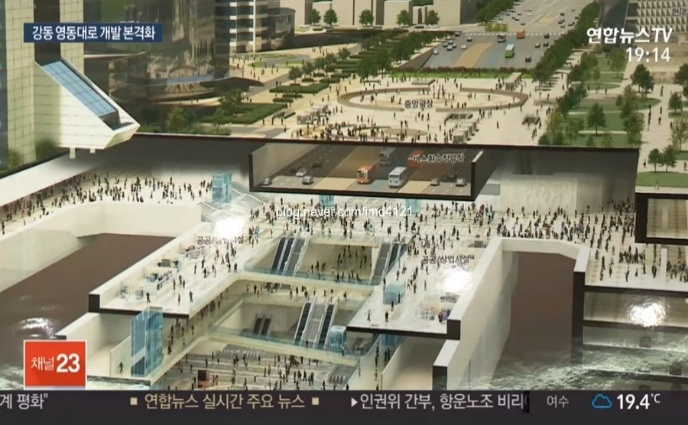 강동 영동대로 개발 본격화
연합뉴스TV
19:14
중앙광장
blog.naver.com/imd4121
채널 23
계 평화"
■ 연합뉴스 실시간 주요 뉴스 ■
▶인권위 간부, 항운노조 비리
여수
19.4℃